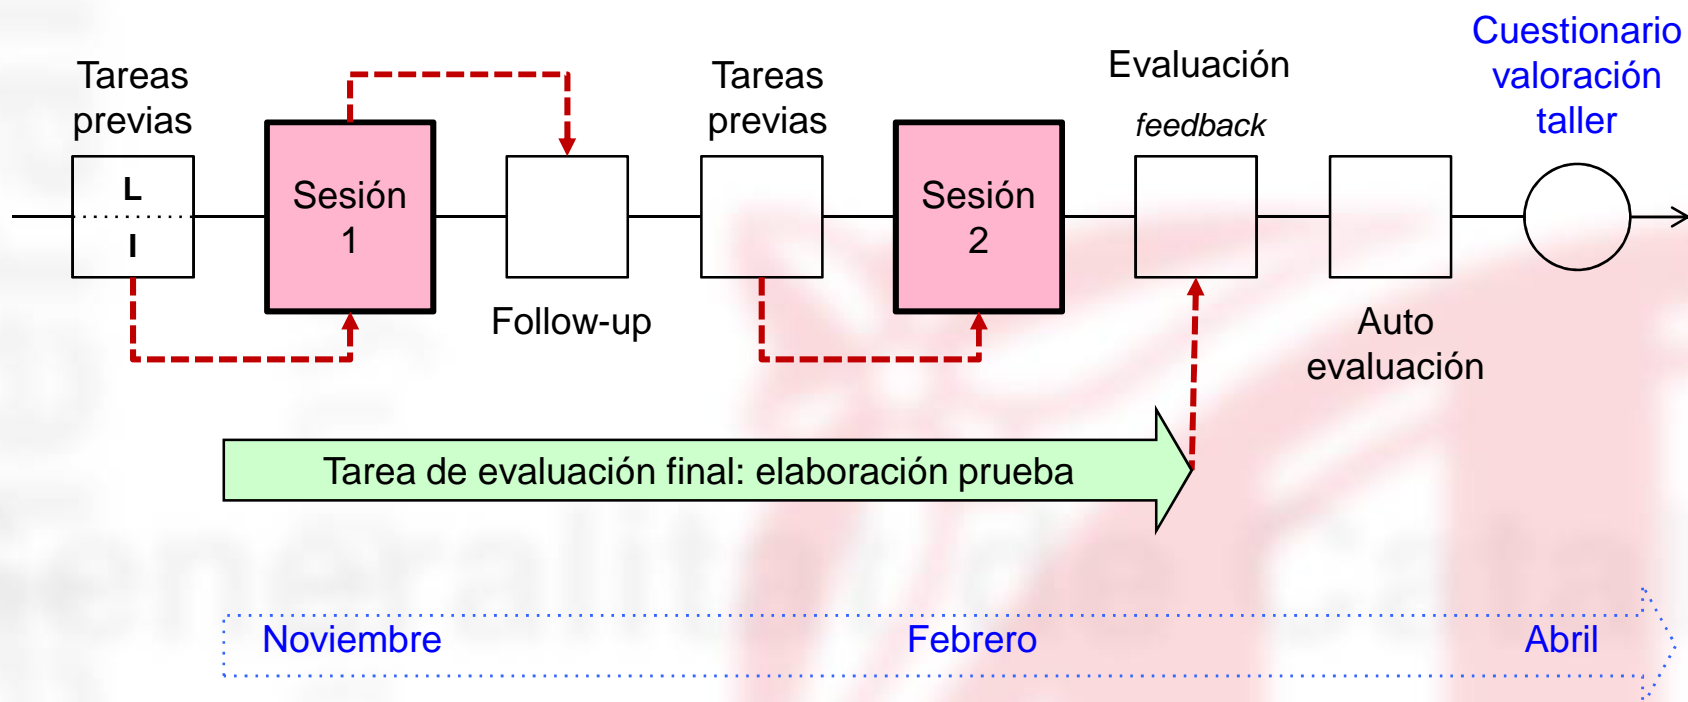 Tareas
previas
L
I
Sesión
1
Follow-up
Tareas
previas
Sesión
2
Evaluación
feedback
Auto
evaluación
Cuestionario
valoración
taller
Tarea de evaluación final: elaboración prueba
Noviembre
Febrero
Abril